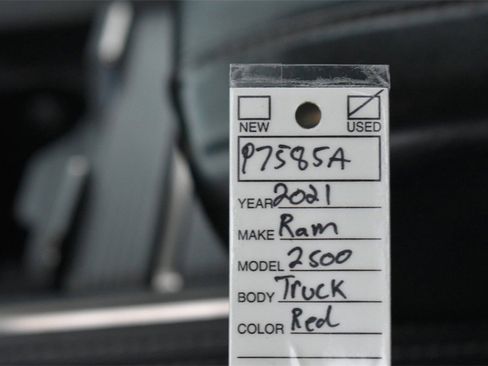 NEW USED
P7585A
YEAR 2021
MAKE Ram
MODEL 2500
BODY Truck
COLOR Red